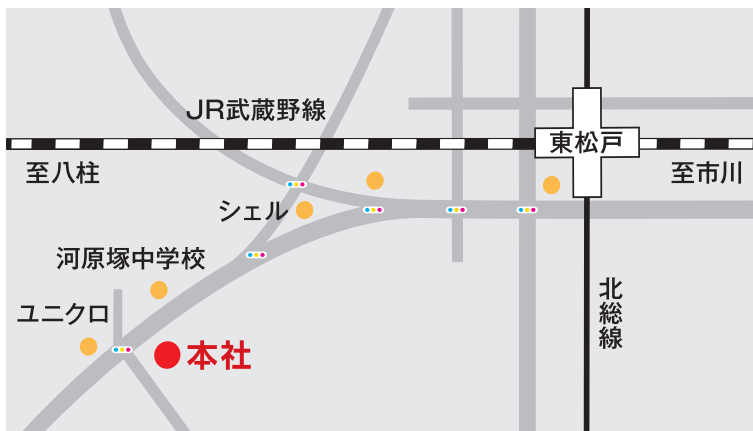 JR武蔵野線
東松戸
至八柱
至市川
シェル
河原塚中学校
ユニクロ
北総線
本社